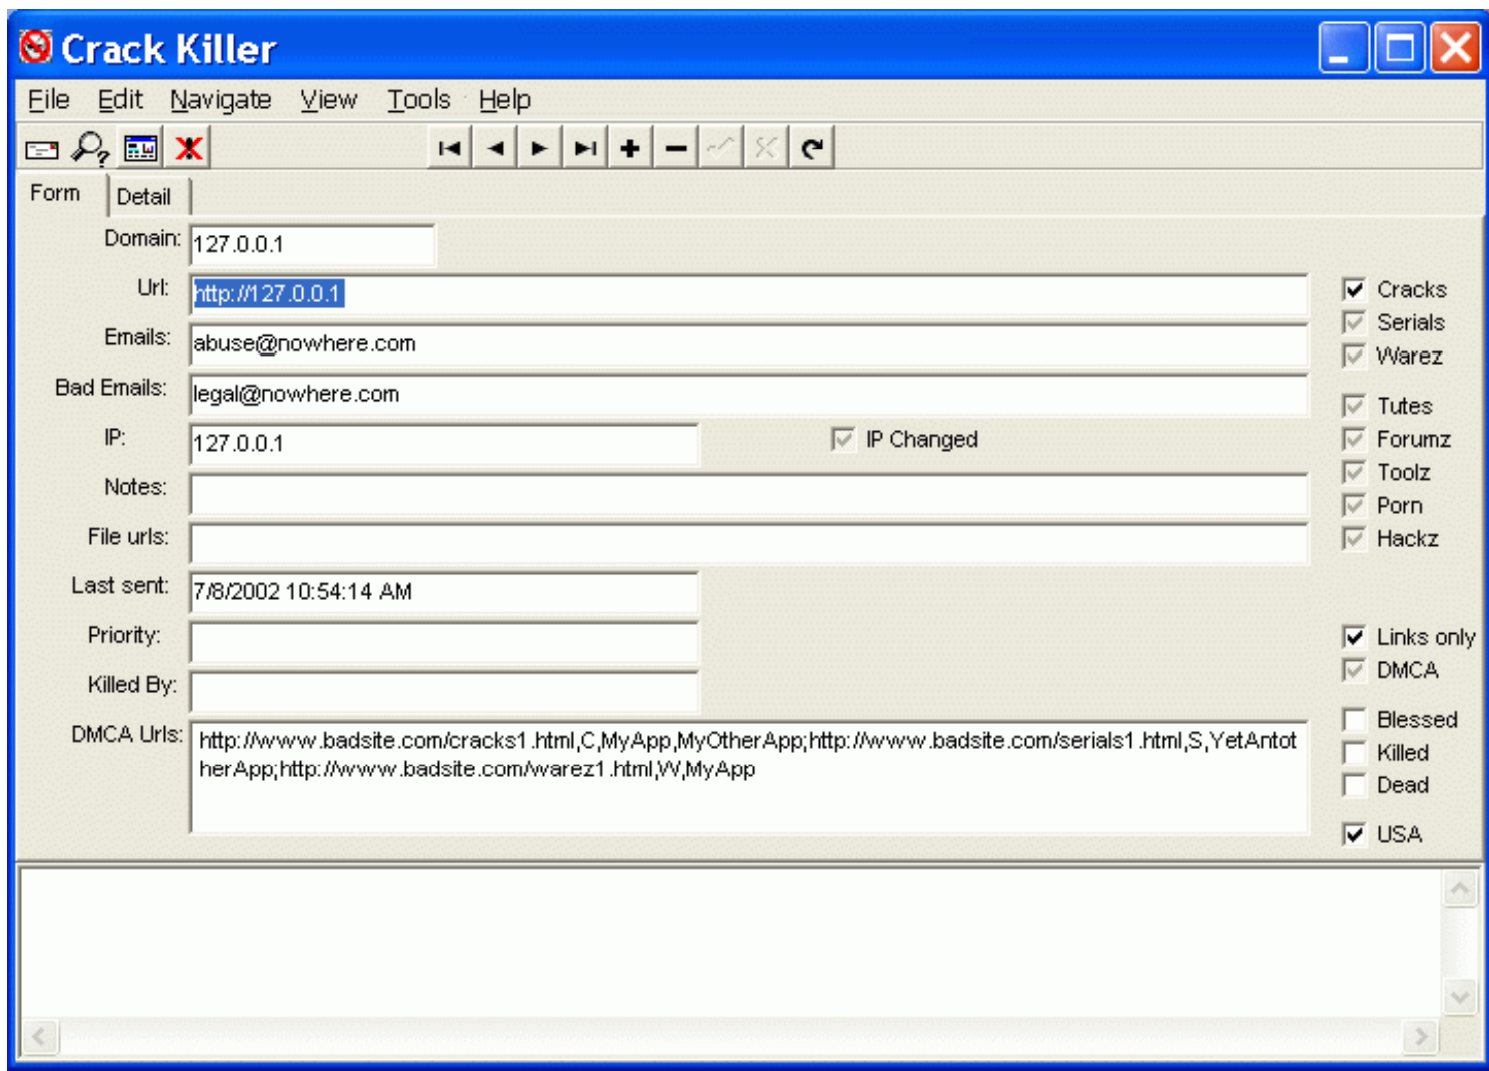 Crack Killer
File Edit Navigate View Tools Help
Form Detail
Domain: 127.0.0.1
Url: http://127.0.0.1
Cracks
Emails: abuse@nowhere.com
Serials
Warez
Bad Emails: legal@nowhere.com
Tutes
IP: 127.0.0.1
IP Changed
Forumz
Notes:
Toolz
Porn
File urls:
Hackz
Last sent: 7/8/2002 10:54:14 AM
Priority:
Links only
Killed By:
DMCA
DMCA Urls: http://www.badsite.com/cracks1.html,C,MyApp,MyOtherApp;http://www.badsite.com/serials1.html,S,YetAntot
herApp;http://www.badsite.com/warez1.html,W,MyApp
Blessed
Killed
Dead
USA